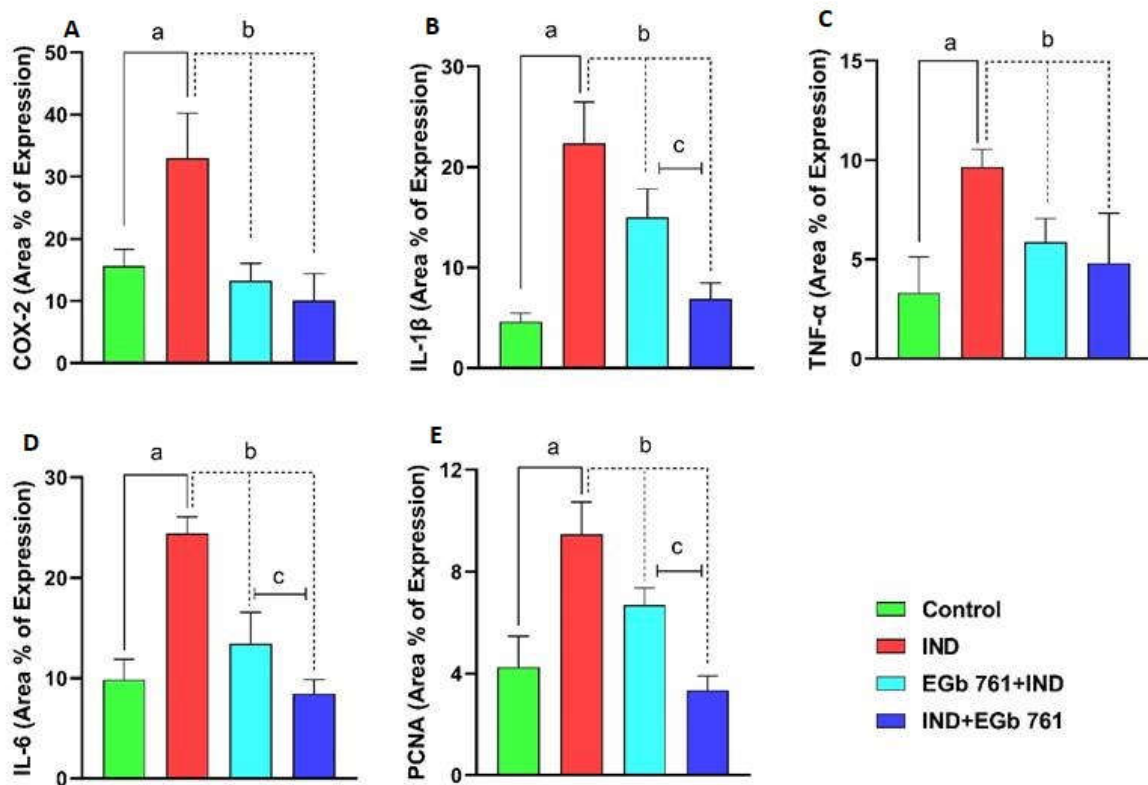 A
a
b
COX-2 (Area % of Expression)
50
40
30
20
10
0
B
a
b
c
IL-1β (Area % of Expression)
30
20
10
0
C
a
b
TNF-α (Area % of Expression)
15
10
5
0
D
a
b
c
IL-6 (Area % of Expression)
30
20
10
0
E
a
b
c
PCNA (Area % of Expression)
12
8
4
0
Control
IND
EGb 761+IND
IND+EGb 761